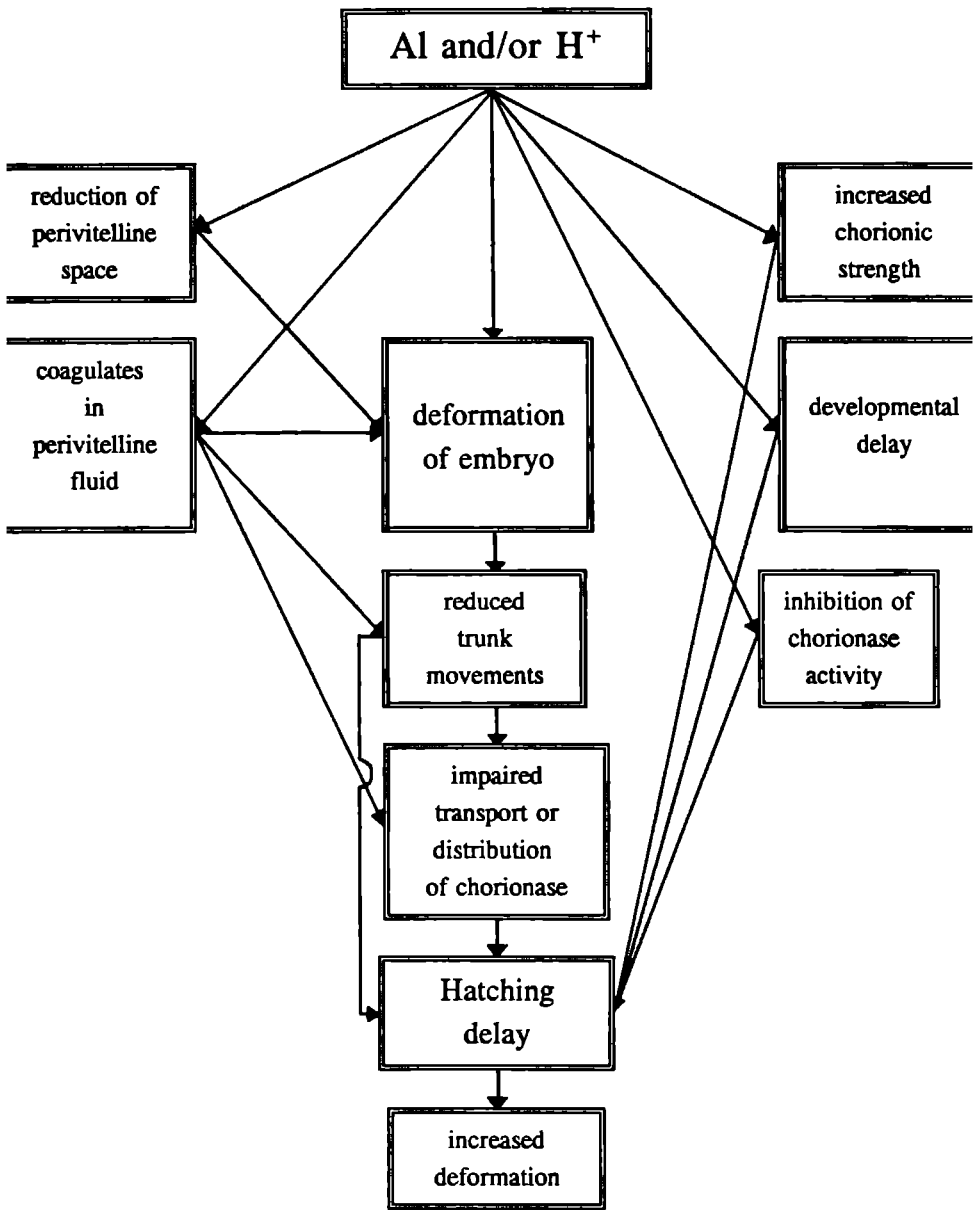 Al and/or H⁺
reduction of
perivitelline
space
increased
chorionic
strength
coagulates
in
perivitelline
fluid
deformation
of embryo
developmental
delay
reduced
trunk
movements
inhibition of
chorionase
activity
impaired
transport or
distribution
of chorionase
Hatching
delay
increased
deformation